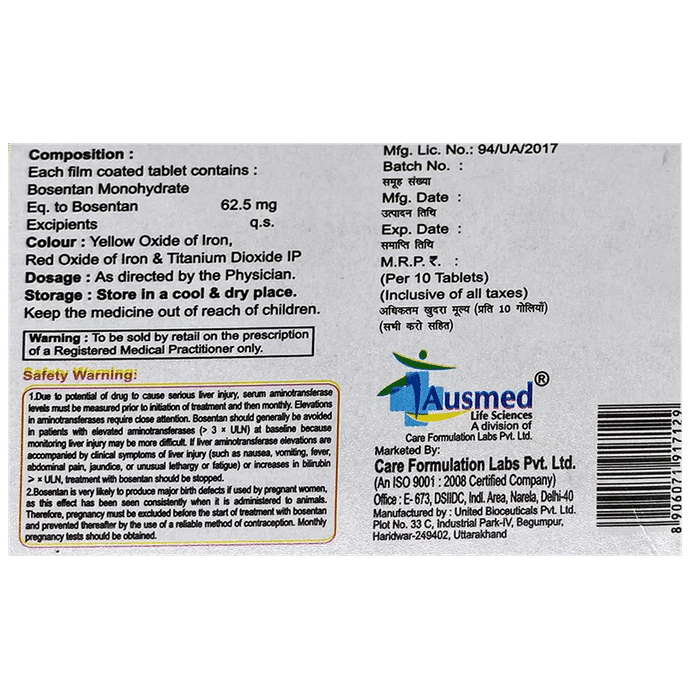 Composition :
Each film coated tablet contains :
Bosentan Monohydrate
Eq. to Bosentan 62.5 mg
Excipients q.s.
Colour : Yellow Oxide of Iron,
Red Oxide of Iron & Titanium Dioxide IP
Dosage : As directed by the Physician.
Storage : Store in a cool & dry place.
Keep the medicine out of reach of children.
Warning : To be sold by retail on the prescription
of a Registered Medical Practitioner only.
Safety Warning:
1.Due to potential of drug to cause serious liver injury, serum aminotransferase
levels must be measured prior to initiation of treatment and then monthly. Elevations
in aminotransferases require close attention. Bosentan should generally be avoided
in patients with elevated aminotransferases (> 3 × ULN) at baseline because
monitoring liver injury may be more difficult. If liver aminotransferase elevations are
accompanied by clinical symptoms of liver injury (such as nausea, vomiting, fever,
abdominal pain, jaundice, or unusual lethargy or fatigue) or increases in bilirubin
> × ULN, treatment with bosentan should be stopped.
2.Bosentan is very likely to produce major birth defects if used by pregnant women,
as this effect has been seen consistently when it is administered to animals.
Therefore, pregnancy must be excluded before the start of treatment with bosentan
and prevented thereafter by the use of a reliable method of contraception. Monthly
pregnancy tests should be obtained.
Mfg. Lic. No.: 94/UA/2017
Batch No. :
समूह संख्या
Mfg. Date :
उत्पादन तिथि
Exp. Date :
समाप्ति तिथि
M.R.P. ₹. :
(Per 10 Tablets)
(Inclusive of all taxes)
अधिकतम खुदरा मूल्य (प्रति 10 गोलियाँ)
(सभी करो सहित)
Ausmed®
Life Sciences
A division of
Care Formulation Labs Pvt. Ltd.
Marketed By:
Care Formulation Labs Pvt. Ltd.
(An ISO 9001 : 2008 Certified Company)
Office : E- 673, DSIIDC, Indl. Area, Narela, Delhi-40
Manufactured by : United Bioceuticals Pvt. Ltd.
Plot No. 33 C, Industrial Park-IV, Begumpur,
Haridwar-249402, Uttarakhand
8 906071 917129